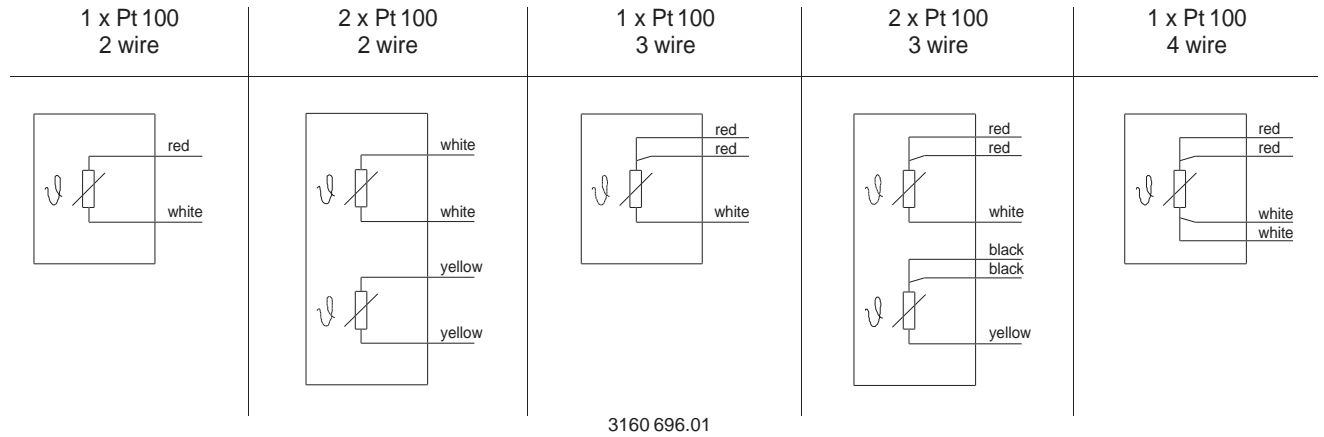 1 x Pt 100
2 wire
2 x Pt 100
2 wire
1 x Pt 100
3 wire
2 x Pt 100
3 wire
1 x Pt 100
4 wire
red
ϑ
white
white
ϑ
white
yellow
ϑ
yellow
red
red
ϑ
white
red
red
ϑ
white
black
black
ϑ
yellow
red
red
ϑ
white
white
3160 696.01